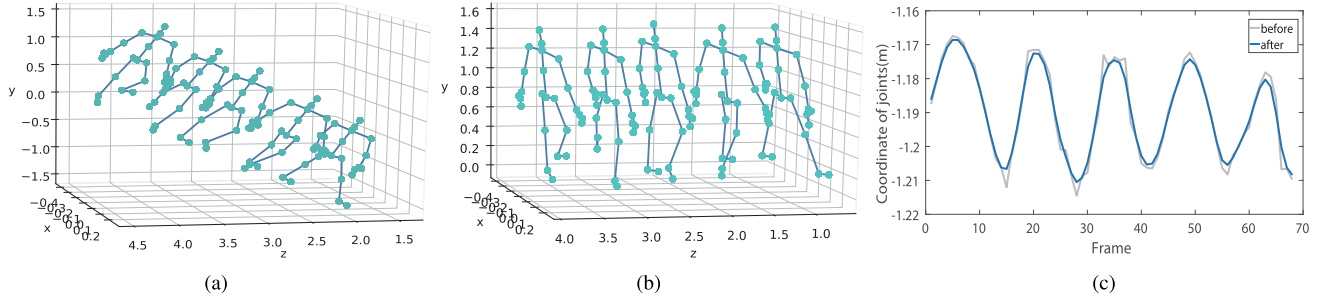 1.5
1.0
0.5
0.0
−0.5
−1.0
−1.5
y
x
4.5
4.0
3.5
3.0
2.5
2.0
1.5
z
(a)
1.6
1.4
1.2
1.0
0.8
0.6
0.4
0.2
0.0
y
x
4.0
3.5
3.0
2.5
2.0
1.5
1.0
z
(b)
-1.16
-1.17
-1.18
-1.19
-1.2
-1.21
-1.22
Coordinate of joints(m)
before
after
0 10 20 30 40 50 60 70
Frame
(c)